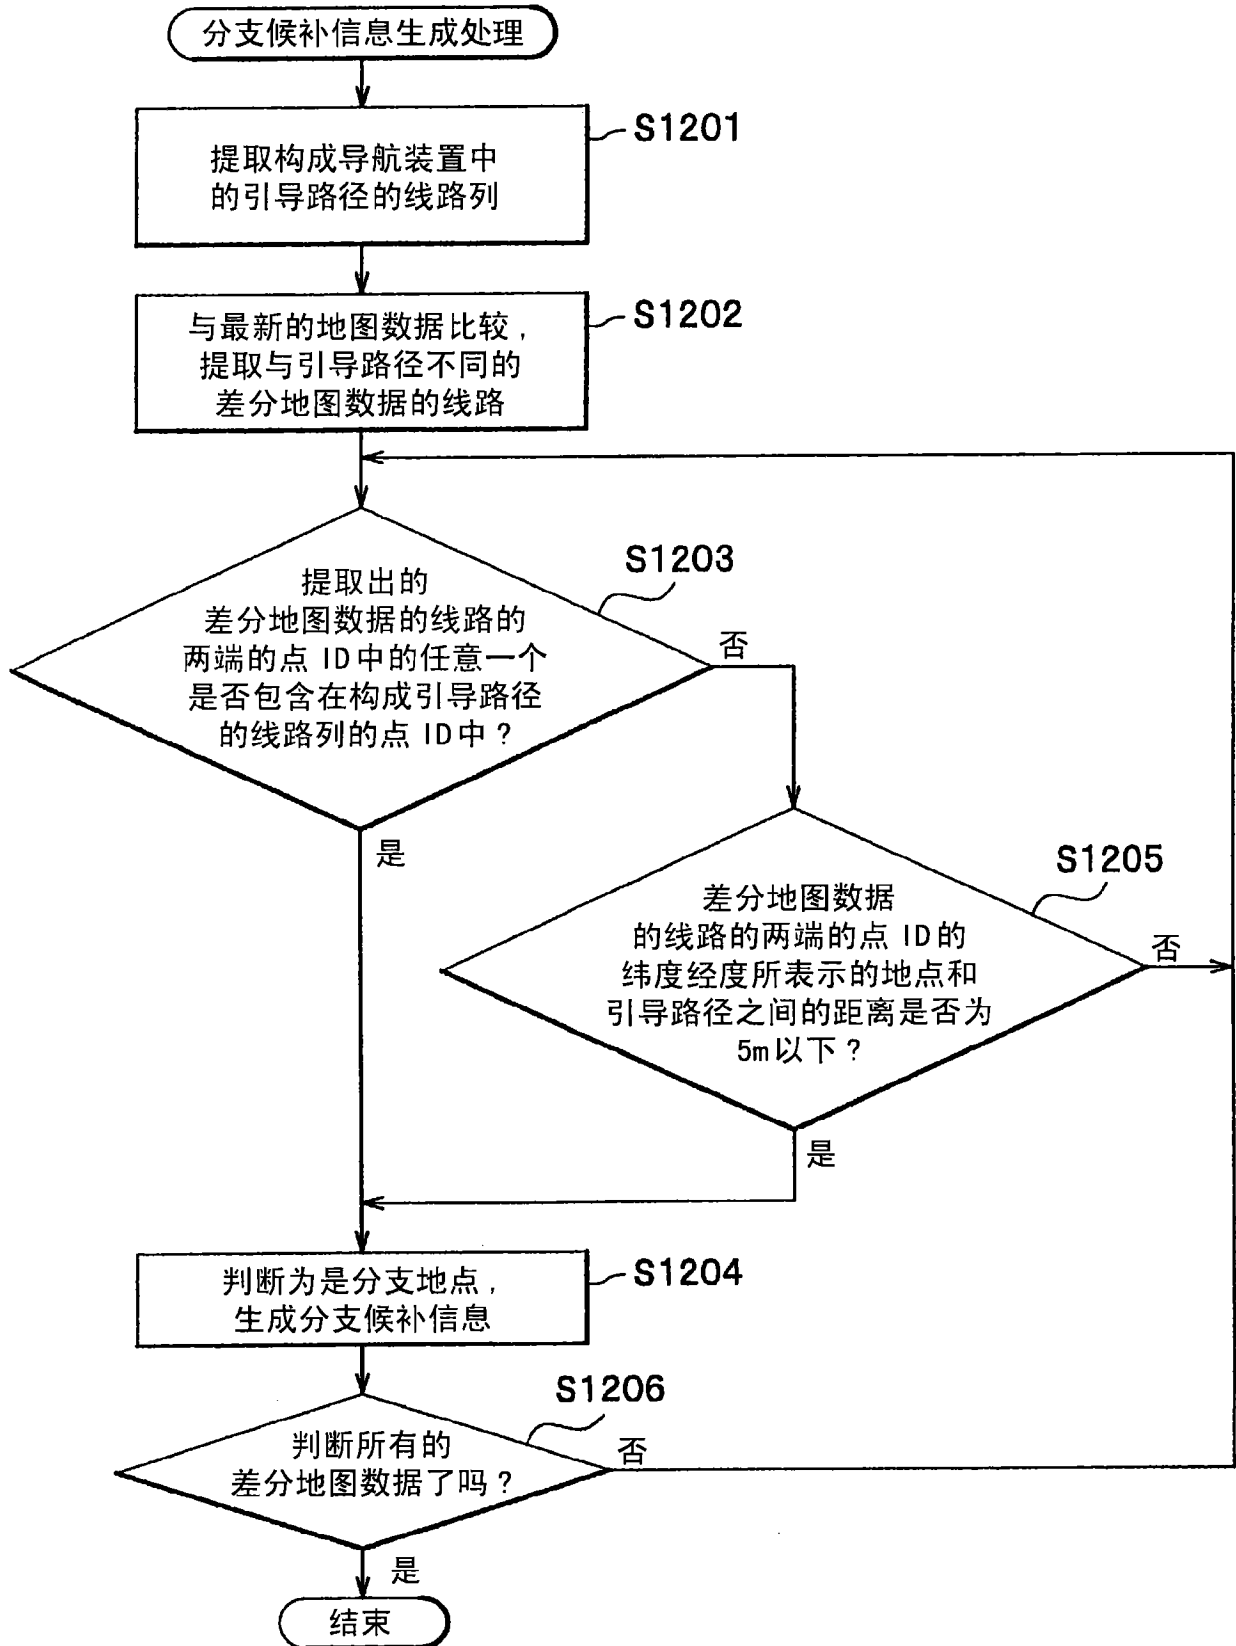 分支候补信息生成处理
S1201
提取构成导航装置中
的引导路径的线路列
S1202
与最新的地图数据比较，
提取与引导路径不同的
差分地图数据的线路
S1203
提取出的
差分地图数据的线路的
两端的点 ID中的任意一个
是否包含在构成引导路径
的线路列的点 ID中？
否
是
S1205
差分地图数据
的线路的两端的点 ID的
纬度经度所表示的地点和
引导路径之间的距离是否为
5m以下？
否
是
S1204
判断为是分支地点，
生成分支候补信息
S1206
判断所有的
差分地图数据了吗？
否
是
结束